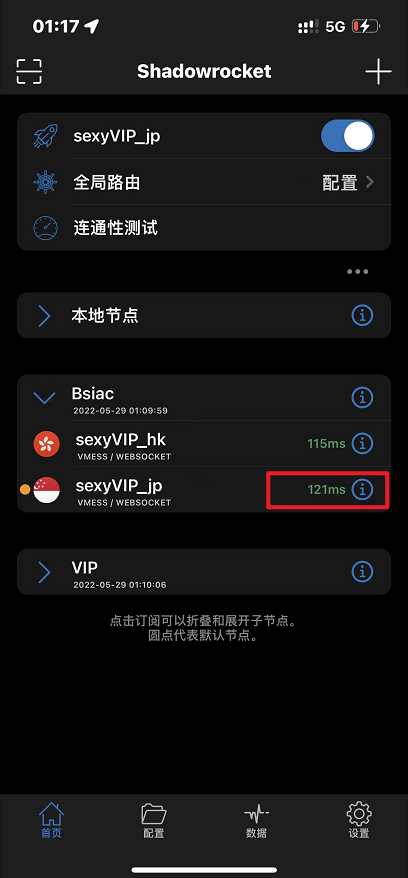 01:17
5G
Shadowrocket
sexyVIP_jp
全局路由
配置
连通性测试
本地节点
Bsiac
2022-05-29 01:09:59
sexyVIP_hk
115ms
VMESS / WEBSOCKET
sexyVIP_jp
121ms
VMESS / WEBSOCKET
VIP
2022-05-29 01:10:06
点击订阅可以折叠和展开子节点。
圆点代表默认节点。
首页
配置
数据
设置